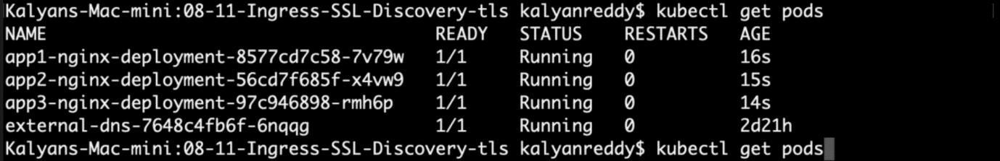 Kalyans-Mac-mini:08-11-Ingress-SSL-Discovery-tls kalyanreddy$ kubectl get pods
NAME READY STATUS RESTARTS AGE
app1-nginx-deployment-8577cd7c58-7v79w 1/1 Running 0 16s
app2-nginx-deployment-56cd7f685f-x4vw9 1/1 Running 0 15s
app3-nginx-deployment-97c946898-rmh6p 1/1 Running 0 14s
external-dns-7648c4fb6f-6nqqg 1/1 Running 0 2d21h
Kalyans-Mac-mini:08-11-Ingress-SSL-Discovery-tls kalyanreddy$ kubectl get pods